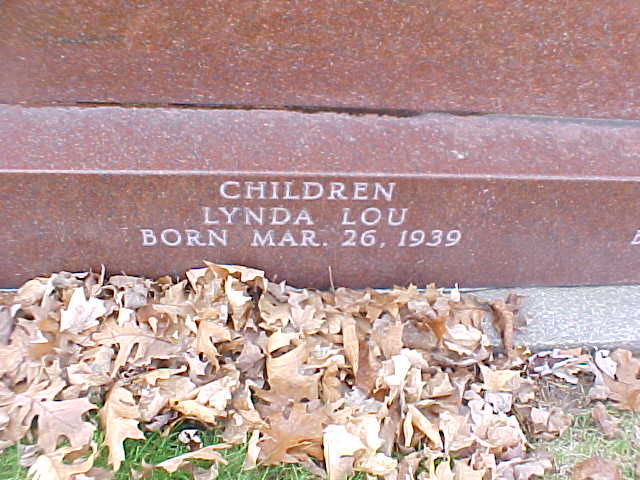 CHILDREN
LYNDA LOU
BORN MAR. 26, 1939